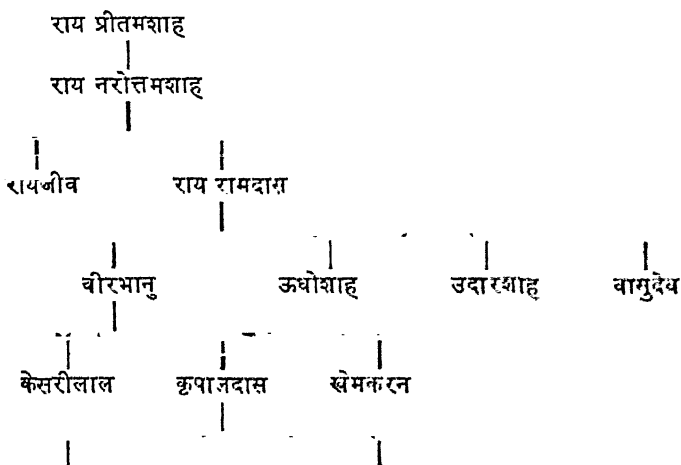 राय प्रीतमशाह
राय नरोत्तमशाह
रायजीव राय रामदास
वीरभानु ऊधोशाह उदारशाह वासुदेव
केसरीलाल कृपालदास खेमकरन